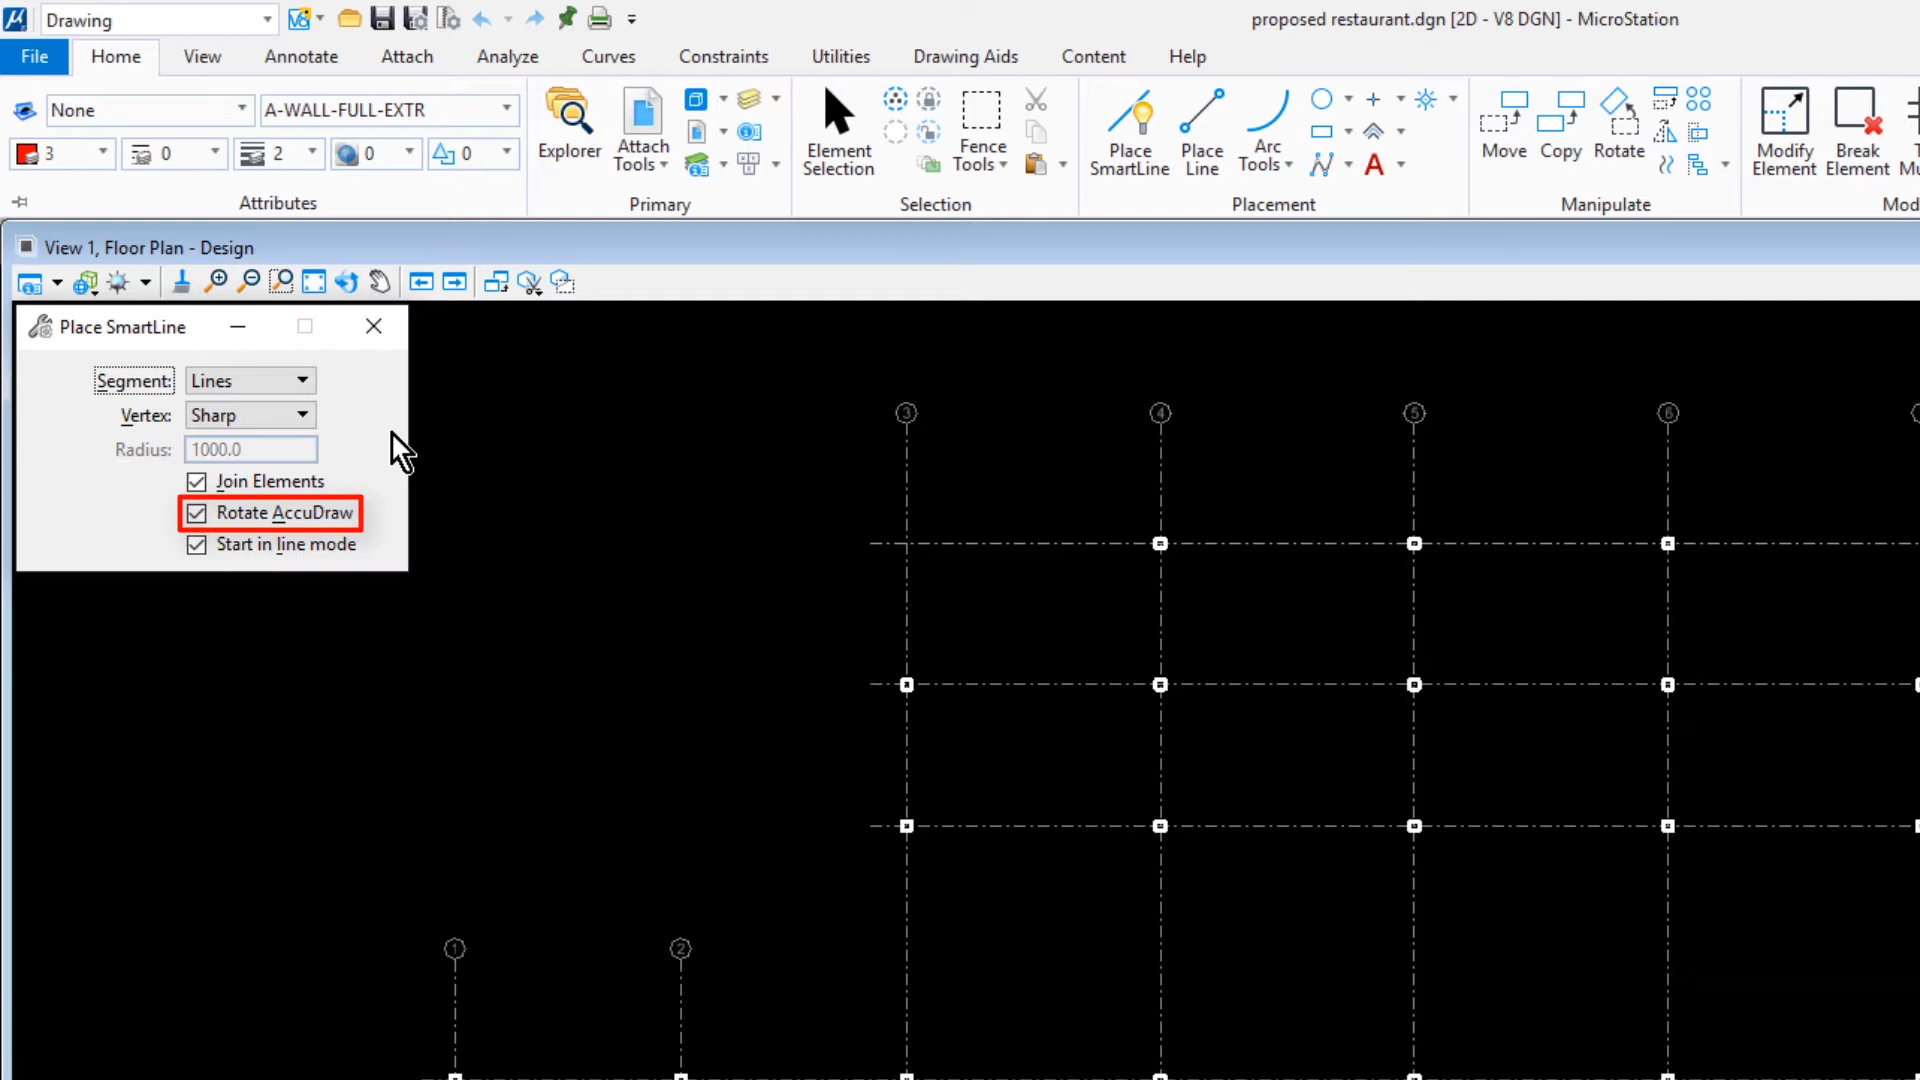 Drawing
proposed restaurant.dgn [2D - V8 DGN] - MicroStation
File Home View Annotate Attach Analyze Curves Constraints Utilities Drawing Aids Content Help
None A-WALL-FULL-EXTR
3 0 2 0 0
Explorer
Attach Tools
Element Selection
Fence Tools
Place SmartLine
Place Line
Arc Tools
Move Copy Rotate
Modify Element
Break Element
Attributes Primary Selection Placement Manipulate
View 1, Floor Plan - Design
Place SmartLine
Segment: Lines
Vertex: Sharp
Radius: 1000.0
Join Elements
Rotate AccuDraw
Start in line mode
3 4 5 6
1 2